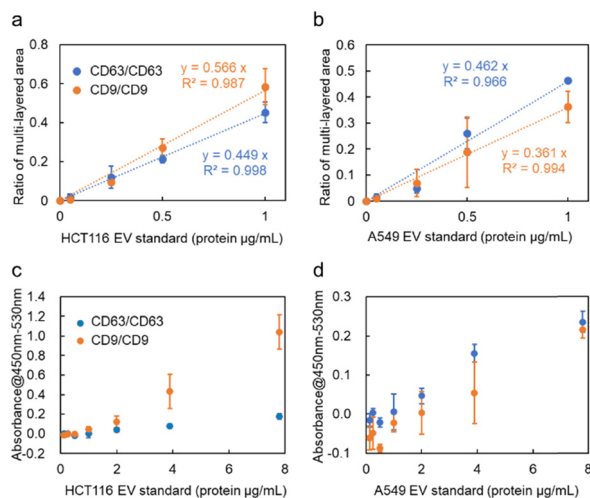 a
Ratio of multi-layered area
0.8
0.6
0.4
0.2
0
CD63/CD63
CD9/CD9
y = 0.566 x
R² = 0.987
y = 0.449 x
R² = 0.998
0
0.5
1
HCT116 EV standard (protein µg/mL)
b
Ratio of multi-layered area
0.6
0.5
0.4
0.3
0.2
0.1
0
y = 0.462 x
R² = 0.966
y = 0.361 x
R² = 0.994
0
0.5
1
A549 EV standard (protein µg/mL)
c
Absorbance@450nm-530nm
1.4
1.2
1.0
0.8
0.6
0.4
0.2
0.0
-0.2
CD63/CD63
CD9/CD9
0
2
4
6
8
HCT116 EV standard (protein µg/mL)
d
Absorbance@450nm-530nm
0.3
0.2
0.1
0.0
-0.1
0
2
4
6
8
A549 EV standard (protein µg/mL)